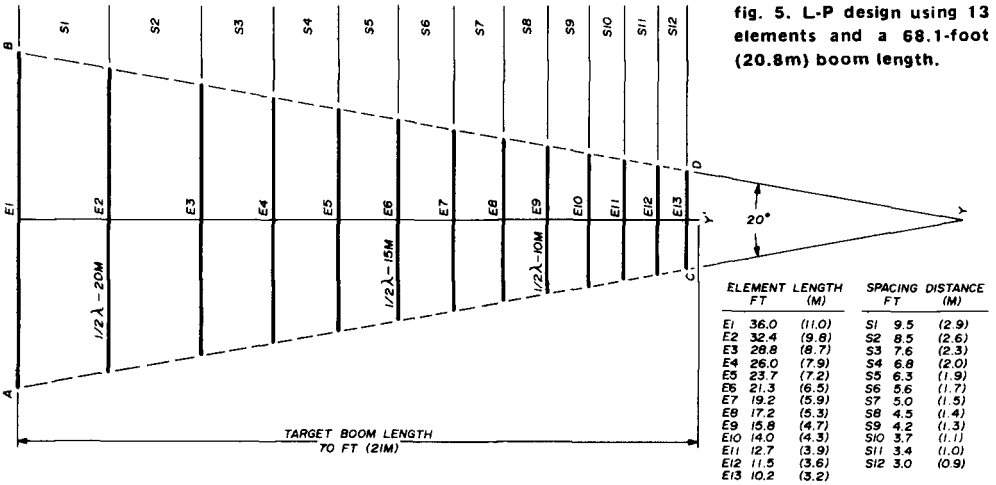 fig. 5. L-P design using 13
elements and a 68.1-foot
(20.8m) boom length.
S1
S2
S3
S4
S5
S6
S7
S8
S9
S10
S11
S12
B
D
E1
E2
E3
E4
E5
E6
E7
E8
E9
E10
E11
E12
E13
Y'
20°
Y
1/2λ-20M
1/2λ-15M
1/2λ-10M
C
A
TARGET BOOM LENGTH
70 FT (21M)
ELEMENT LENGTH
FT (M)
E1 36.0 (11.0)
E2 32.4 (9.8)
E3 28.8 (8.7)
E4 26.0 (7.9)
E5 23.7 (7.2)
E6 21.3 (6.5)
E7 19.2 (5.9)
E8 17.2 (5.3)
E9 15.8 (4.7)
E10 14.0 (4.3)
E11 12.7 (3.9)
E12 11.5 (3.6)
E13 10.2 (3.2)
SPACING DISTANCE
FT (M)
S1 9.5 (2.9)
S2 8.5 (2.6)
S3 7.6 (2.3)
S4 6.8 (2.0)
S5 6.3 (1.9)
S6 5.6 (1.7)
S7 5.0 (1.5)
S8 4.5 (1.4)
S9 4.2 (1.3)
S10 3.7 (1.1)
S11 3.4 (1.0)
S12 3.0 (0.9)